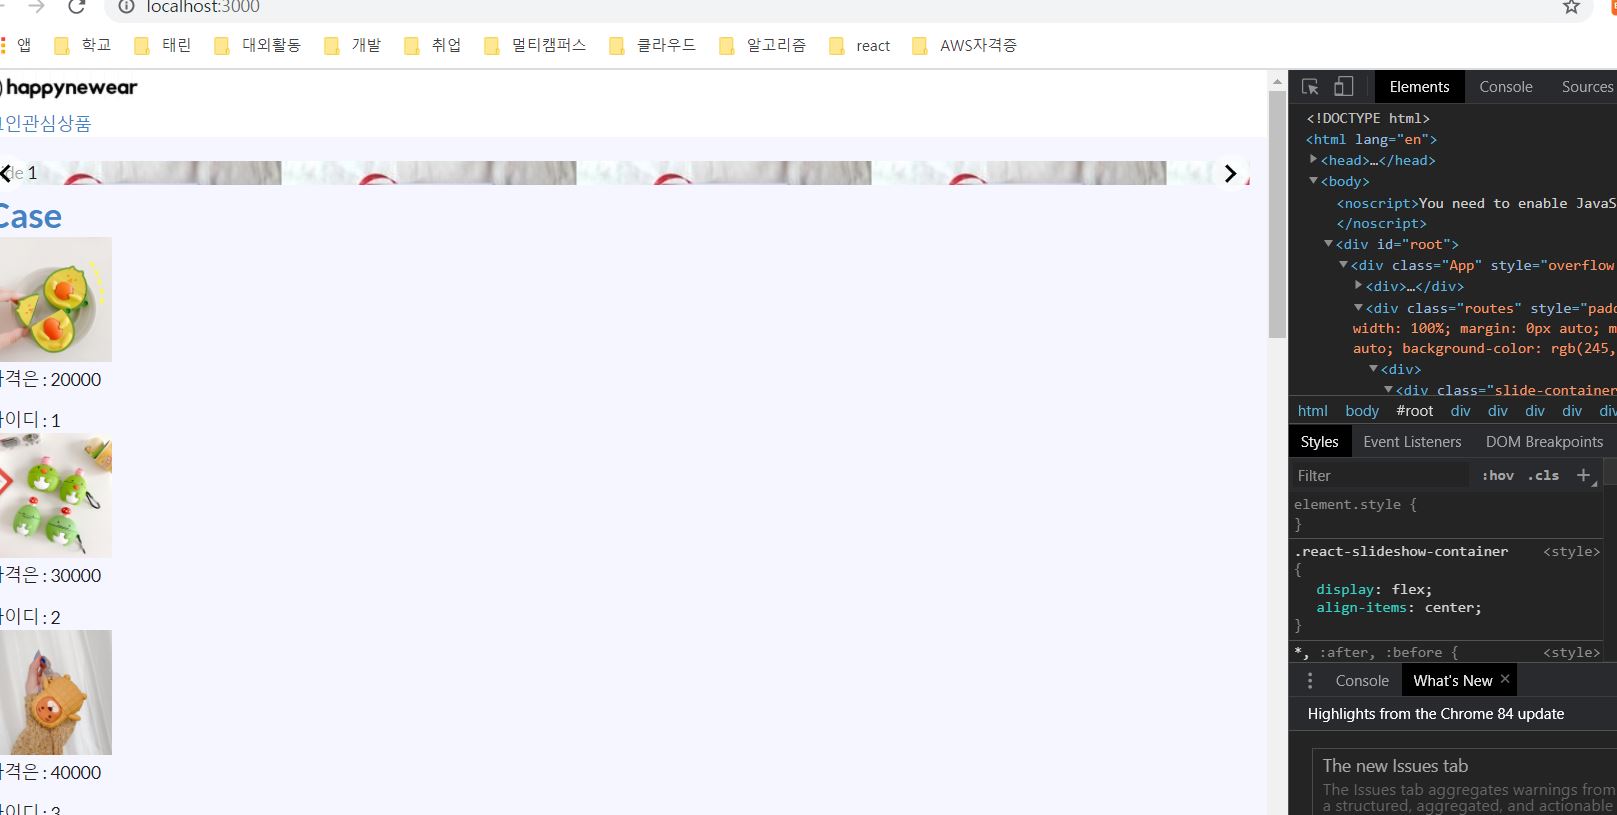 localhost:3000
앱 학교 태린 대외활동 개발 취업 멀티캠퍼스 클라우드 알고리즘 react AWS자격증
happynewear
1인관심상품
de 1
Case
가격은 : 20000
아이디 : 1
가격은 : 30000
아이디 : 2
가격은 : 40000
아이디 : 3
Elements Console Sources
<!DOCTYPE html>
<html lang="en">
<head>…</head>
<body>
<noscript>You need to enable JavaS
</noscript>
<div id="root">
<div class="App" style="overflow
<div>…</div>
<div class="routes" style="padd
width: 100%; margin: 0px auto; m
auto; background-color: rgb(245,
<div>
<div class="slide-container
html body #root div div div div div
Styles Event Listeners DOM Breakpoints
Filter :hov .cls +
element.style {
}
.react-slideshow-container <style>
{
display: flex;
align-items: center;
}
*, :after, :before { <style>
Console What's New ×
Highlights from the Chrome 84 update
The new Issues tab
The Issues tab aggregates warnings from
a structured, aggregated, and actionable